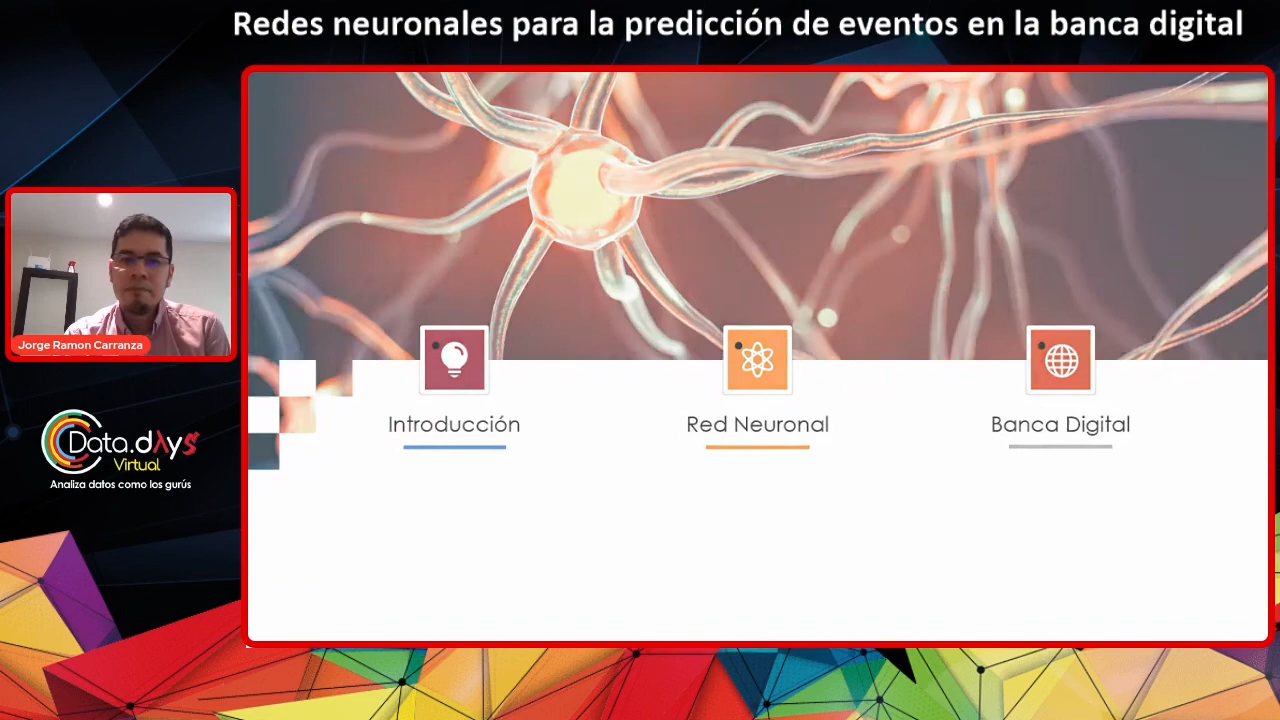 Redes neuronales para la predicción de eventos en la banca digital
Jorge Ramon Carranza
Data.dAys
Virtual
Analiza datos como los gurús
Introducción
Red Neuronal
Banca Digital